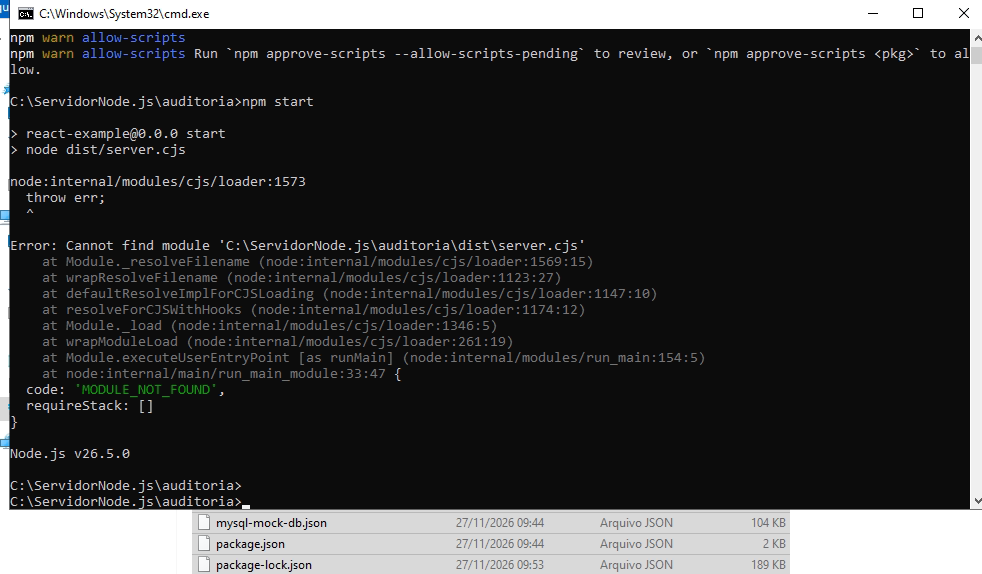 C:\Windows\System32\cmd.exe
npm warn allow-scripts
npm warn allow-scripts Run `npm approve-scripts --allow-scripts-pending` to review, or `npm approve-scripts <pkg>` to al
low.
C:\ServidorNode.js\auditoria>npm start
> react-example@0.0.0 start
> node dist/server.cjs
node:internal/modules/cjs/loader:1573
throw err;
^
Error: Cannot find module 'C:\ServidorNode.js\auditoria\dist\server.cjs'
at Module._resolveFilename (node:internal/modules/cjs/loader:1569:15)
at wrapResolveFilename (node:internal/modules/cjs/loader:1123:27)
at defaultResolveImplForCJSLoading (node:internal/modules/cjs/loader:1147:10)
at resolveForCJSWithHooks (node:internal/modules/cjs/loader:1174:12)
at Module._load (node:internal/modules/cjs/loader:1346:5)
at wrapModuleLoad (node:internal/modules/cjs/loader:261:19)
at Module.executeUserEntryPoint [as runMain] (node:internal/modules/run_main:154:5)
at node:internal/main/run_main_module:33:47 {
code: 'MODULE_NOT_FOUND',
requireStack: []
}
Node.js v26.5.0
C:\ServidorNode.js\auditoria>
C:\ServidorNode.js\auditoria>
mysql-mock-db.json 27/11/2026 09:44 Arquivo JSON 104 KB
package.json 27/11/2026 09:44 Arquivo JSON 2 KB
package-lock.json 27/11/2026 09:53 Arquivo JSON 189 KB